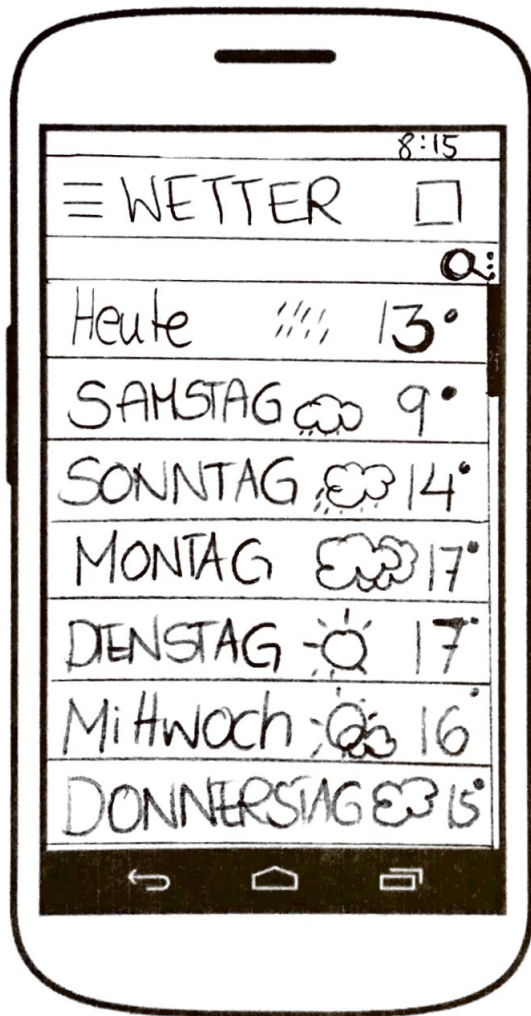 8:15
WETTER
Heute 13°
SAMSTAG 9°
SONNTAG 14°
MONTAG 17°
DIENSTAG 17°
Mittwoch 16°
DONNERSTAG 15°